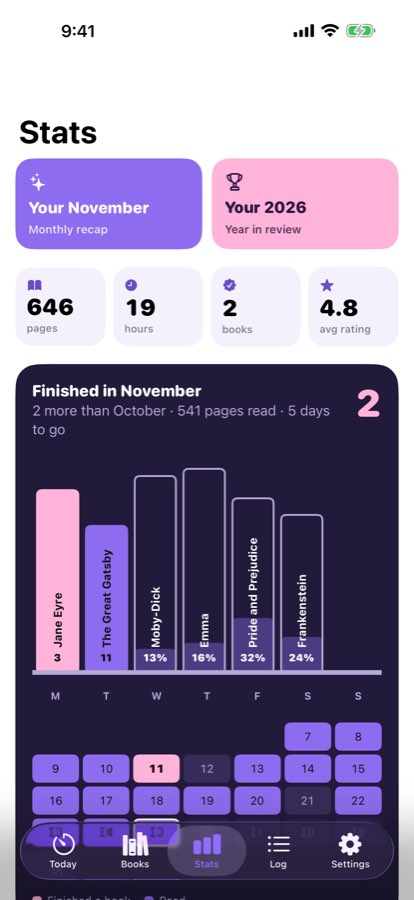 9:41
Stats
Your November
Monthly recap
Your 2026
Year in review
646
pages
19
hours
2
books
4.8
avg rating
Finished in November
2 more than October · 541 pages read · 5 days
to go
2
Jane Eyre
3
The Great Gatsby
11
Moby-Dick
13%
Emma
16%
Pride and Prejudice
32%
Frankenstein
24%
M T W T F S S
7 8
9 10 11 12 13 14 15
16 17 18 19 20 21 22
Today Books Stats Log Settings
Finished a book Read